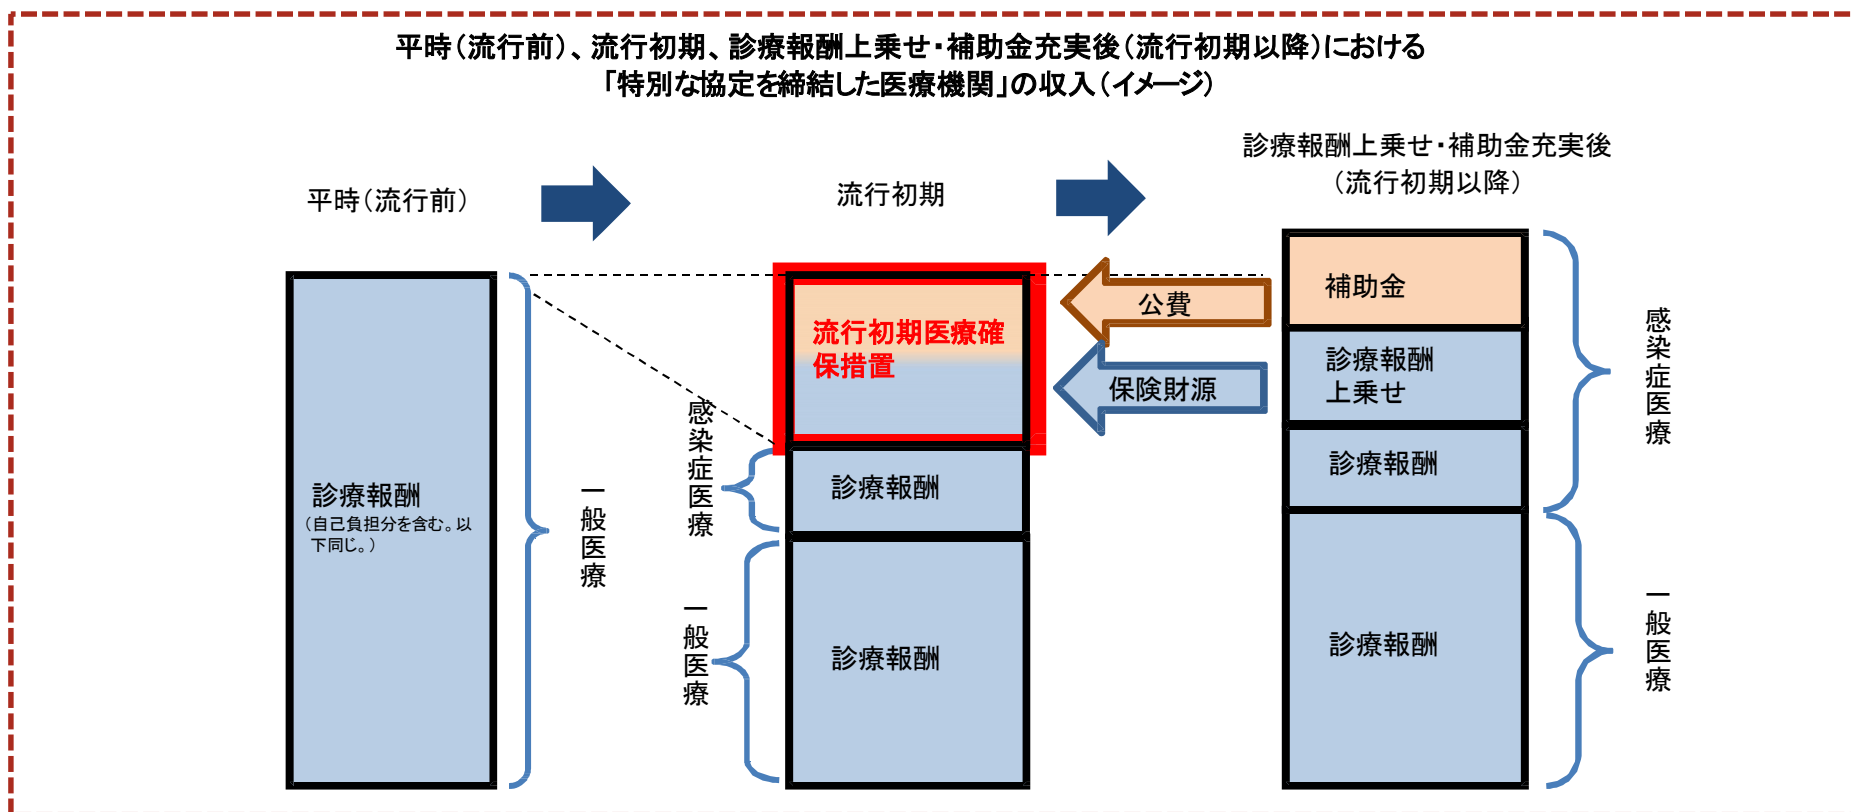 平時(流行前)、流行初期、診療報酬上乗せ・補助金充実後(流行初期以降)における
「特別な協定を締結した医療機関」の収入(イメージ)
平時(流行前)
流行初期
診療報酬上乗せ・補助金充実後
(流行初期以降)
診療報酬
(自己負担分を含む。以
下同じ。)
一般医療
流行初期医療確
保措置
診療報酬
診療報酬
感染症医療
一般医療
公費
保険財源
補助金
診療報酬
上乗せ
診療報酬
診療報酬
感染症医療
一般医療